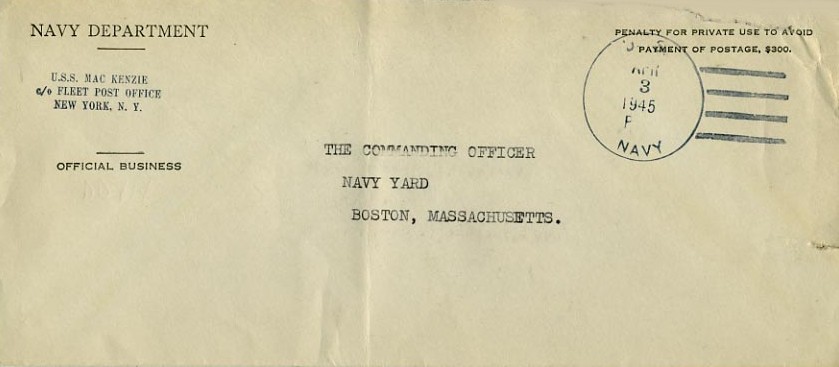 NAVY DEPARTMENT
U.S.S. MAC KENZIE
c/o FLEET POST OFFICE
NEW YORK, N. Y.
OFFICIAL BUSINESS
PENALTY FOR PRIVATE USE TO AVOID
PAYMENT OF POSTAGE, $300.
APR
3
1945
NAVY
THE COMMANDING OFFICER
NAVY YARD
BOSTON, MASSACHUSETTS.